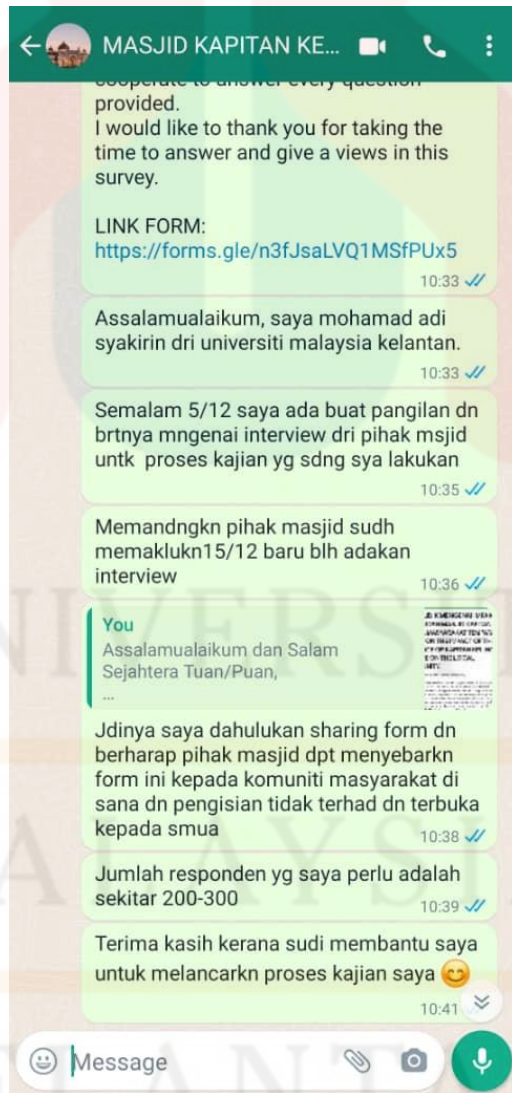 MASJID KAPITAN KE...
cooperate to answer every question
provided.
I would like to thank you for taking the
time to answer and give a views in this
survey.
LINK FORM:
https://forms.gle/n3fJsaLVQ1MSfPUx5
10:33
Assalamualaikum, saya mohamad adi
syakirin dri universiti malaysia kelantan.
10:33
Semalam 5/12 saya ada buat pangilan dn
brtnya mngenai interview dri pihak msjid
untk proses kajian yg sdng sya lakukan
10:35
Memandngkn pihak masjid sudh
memaklukn15/12 baru blh adakan
interview
10:36
You
Assalamualaikum dan Salam
Sejahtera Tuan/Puan,
...
Jdinya saya dahulukan sharing form dn
berharap pihak masjid dpt menyebarkn
form ini kepada komuniti masyarakat di
sana dn pengisian tidak terhad dn terbuka
kepada smua
10:38
Jumlah responden yg saya perlu adalah
sekitar 200-300
10:39
Terima kasih kerana sudi membantu saya
untuk melancarkn proses kajian saya 😊
10:41
Message